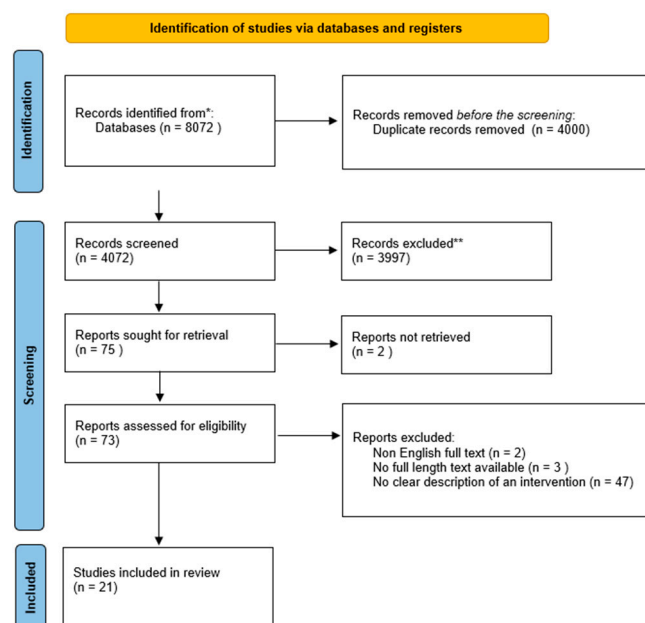 Identification of studies via databases and registers
Identification
Records identified from*:
Databases (n = 8072 )
Records removed before the screening:
Duplicate records removed (n = 4000)
Screening
Records screened
(n = 4072)
Records excluded**
(n = 3997)
Reports sought for retrieval
(n = 75 )
Reports not retrieved
(n = 2 )
Reports assessed for eligibility
(n = 73)
Reports excluded:
Non English full text (n = 2)
No full length text available (n = 3 )
No clear description of an intervention (n = 47)
Included
Studies included in review
(n = 21)